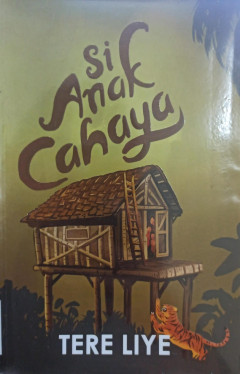 Si
Anak
Cahaya
TERE LIYE